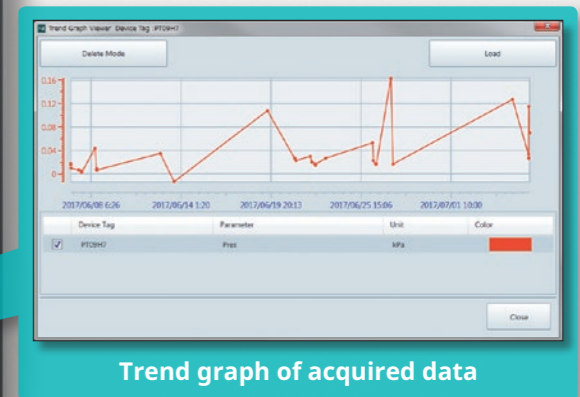 Trend Graph Viewer Device Tag :PT09H7
Delete Mode
Load
0.16
0.12
0.08
0.04
0
2017/06/08 6:26
2017/06/14 1:20
2017/06/19 20:13
2017/06/25 15:06
2017/07/01 10:00
Device Tag Parameter Unit Color
PT09H7 Pres kPa
Close
Trend graph of acquired data